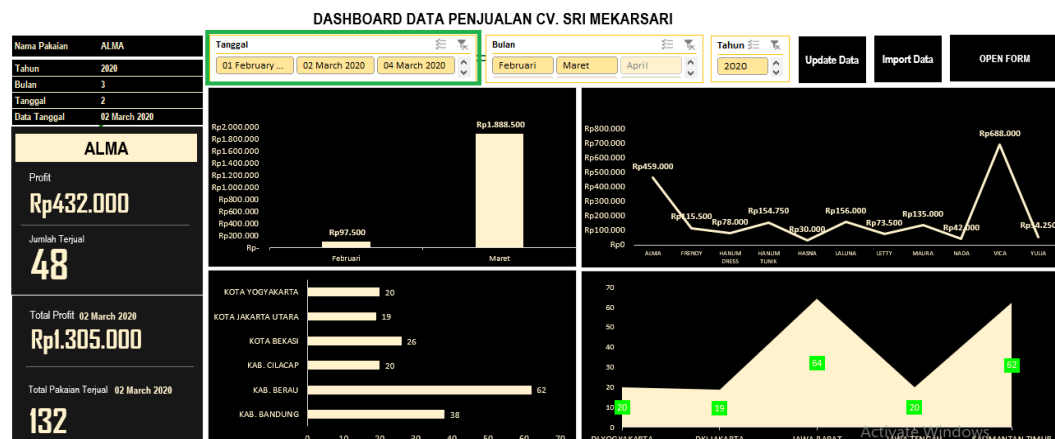 DASHBOARD DATA PENJUALAN CV. SRI MEKARSARI
Nama Pakaian ALMA
Tahun 2020
Bulan 3
Tanggal 2
Data Tanggal 02 March 2020
Tanggal
01 February ... 02 March 2020 04 March 2020
Bulan
Februari Maret April
Tahun
2020
Update Data
Import Data
OPEN FORM
ALMA
Profit
Rp432.000
Jumlah Terjual
48
Total Profit 02 March 2020
Rp1.305.000
Total Pakaian Terjual 02 March 2020
132
Rp2.000.000
Rp1.800.000
Rp1.600.000
Rp1.400.000
Rp1.200.000
Rp1.000.000
Rp800.000
Rp600.000
Rp400.000
Rp200.000
Rp-
Rp97.500
Rp1.888.500
Februari Maret
Rp800.000
Rp700.000
Rp600.000
Rp500.000
Rp400.000
Rp300.000
Rp200.000
Rp100.000
Rp0
Rp459.000
Rp115.500
Rp78.000
Rp154.750
Rp30.000
Rp156.000
Rp73.500
Rp135.000
Rp42.000
Rp688.000
ALMA FRENDY HANUM DRESS HANUM TUNIK HASNA LALUNA LETTY MAURA NADA VICA YULIA
KOTA YOGYAKARTA 20
KOTA JAKARTA UTARA 19
KOTA BEKASI 26
KAB. CILACAP 20
KAB. BERAU 62
KAB. BANDUNG 38
0 10 20 30 40 50 60 70
70
60
50
40
30
20
10
0
20
19
64
20
62
DI YOGYAKARTA DKI JAKARTA JAWA BARAT JAWA TENGAH KALIMANTAN TIMUR
Activate Windows